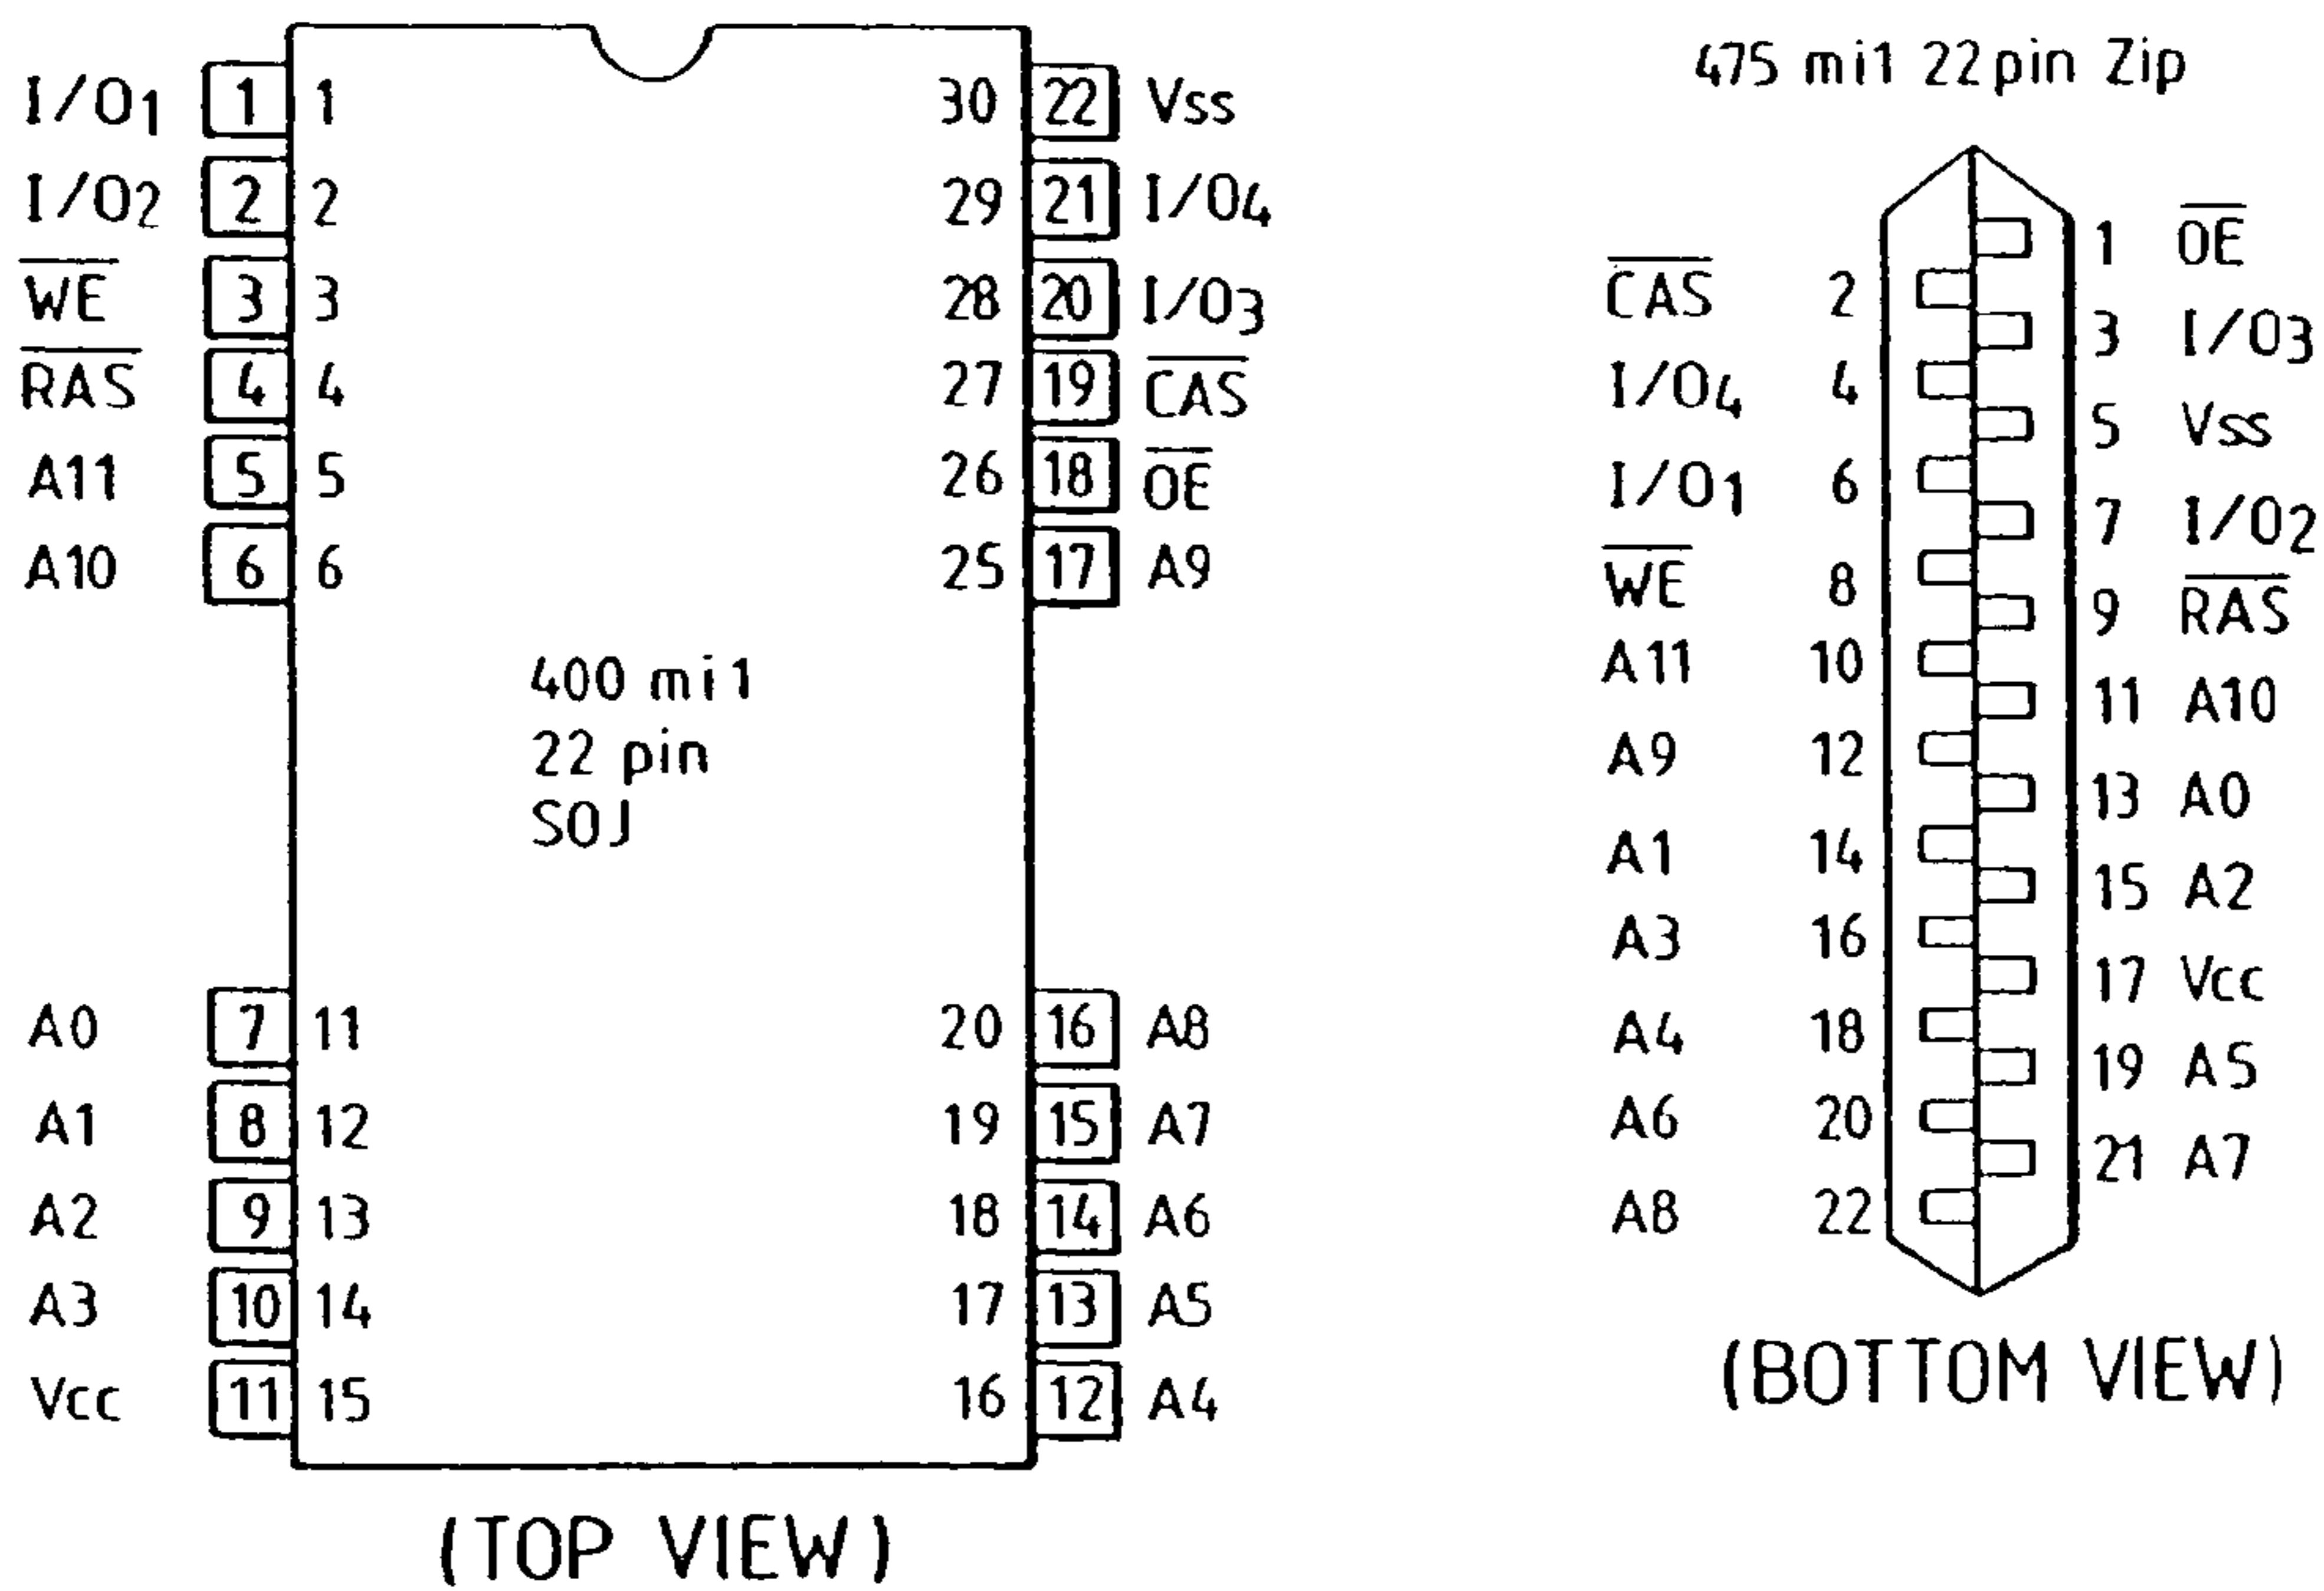 I/O1 1 1 30 22 Vss
I/O2 2 2 29 21 I/O4
WE 3 3 28 20 I/O3
RAS 4 4 27 19 CAS
A11 5 5 26 18 OE
A10 6 6 25 17 A9
400 mi1
22 pin
SOJ
A0 7 11 20 16 A8
A1 8 12 19 15 A7
A2 9 13 18 14 A6
A3 10 14 17 13 A5
Vcc 11 15 16 12 A4
(TOP VIEW)
475 mi1 22pin Zip
1 OE
CAS 2
3 I/O3
I/O4 4
5 Vss
I/O1 6
7 I/O2
WE 8
9 RAS
A11 10
11 A10
A9 12
13 A0
A1 14
15 A2
A3 16
17 Vcc
A4 18
19 A5
A6 20
21 A7
A8 22
(BOTTOM VIEW)